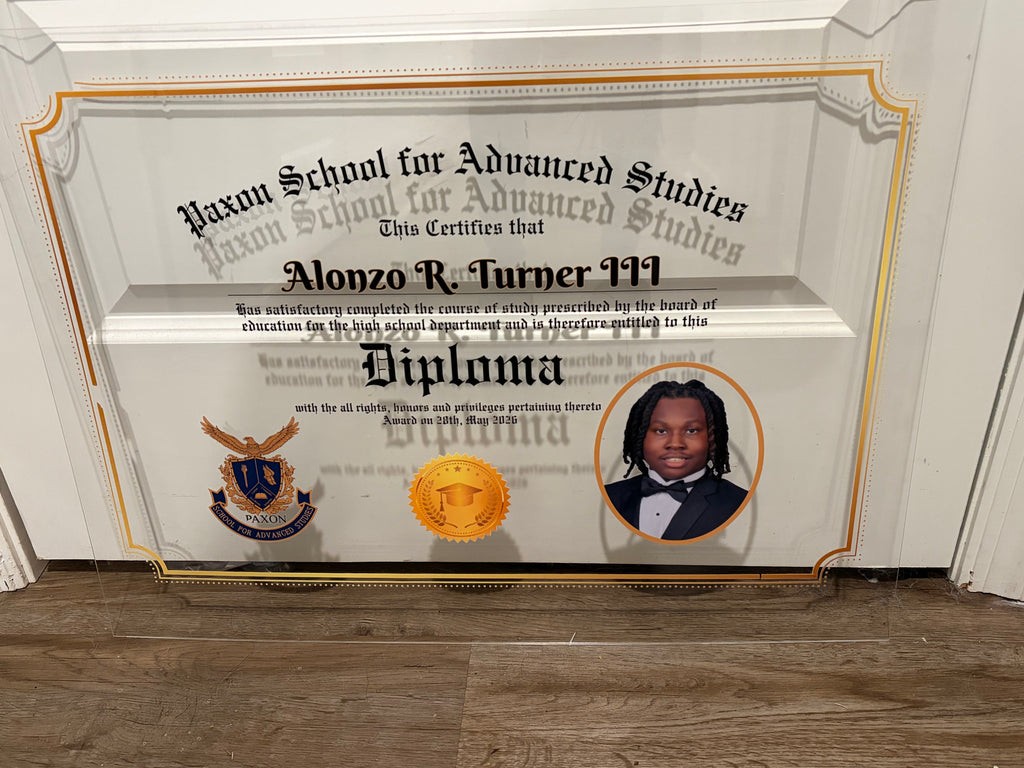 Paxon School for Advanced Studies
This Certifies that
Alonzo R. Turner III
Has satisfactory completed the course of study prescribed by the board of
education for the high school department and is therefore entitled to this
Diploma
with the all rights, honors and privileges pertaining thereto
Award on 28th, May 2026
PAXON
SCHOOL FOR ADVANCED STUDIES